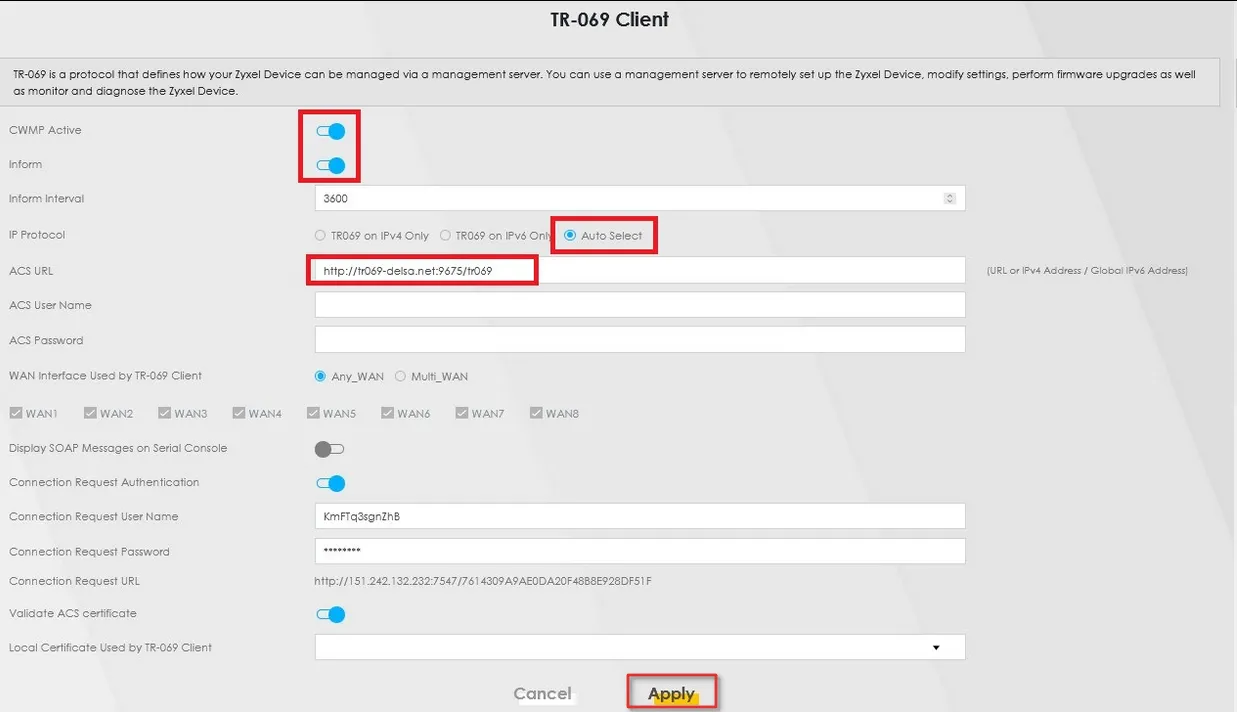 TR-069 Client
TR-069 is a protocol that defines how your Zyxel Device can be managed via a management server. You can use a management server to remotely set up the Zyxel Device, modify settings, perform firmware upgrades as well
as monitor and diagnose the Zyxel Device.
CWMP Active
Inform
Inform Interval 3600
IP Protocol TR069 on IPv4 Only TR069 on IPv6 Only Auto Select
ACS URL http://tr069-delsa.net:9675/tr069 (URL or IPv4 Address / Global IPv6 Address)
ACS User Name
ACS Password
WAN Interface Used by TR-069 Client Any_WAN Multi_WAN
WAN1 WAN2 WAN3 WAN4 WAN5 WAN6 WAN7 WAN8
Display SOAP Messages on Serial Console
Connection Request Authentication
Connection Request User Name KmFTq3sgnZhB
Connection Request Password ********
Connection Request URL http://151.242.132.232:7547/7614309A9AE0DA20F48B8E928DF51F
Validate ACS certificate
Local Certificate Used by TR-069 Client
Cancel Apply